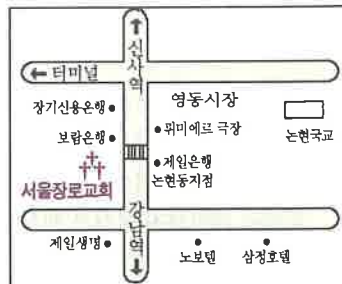 ↑
신사역
← 터미널
영동시장
장기신용은행
뤼미에르 극장
보람은행
논현국교
제일은행
논현동지점
서울장로교회
강남역
제일생명
노보텔
삼정호텔
↓